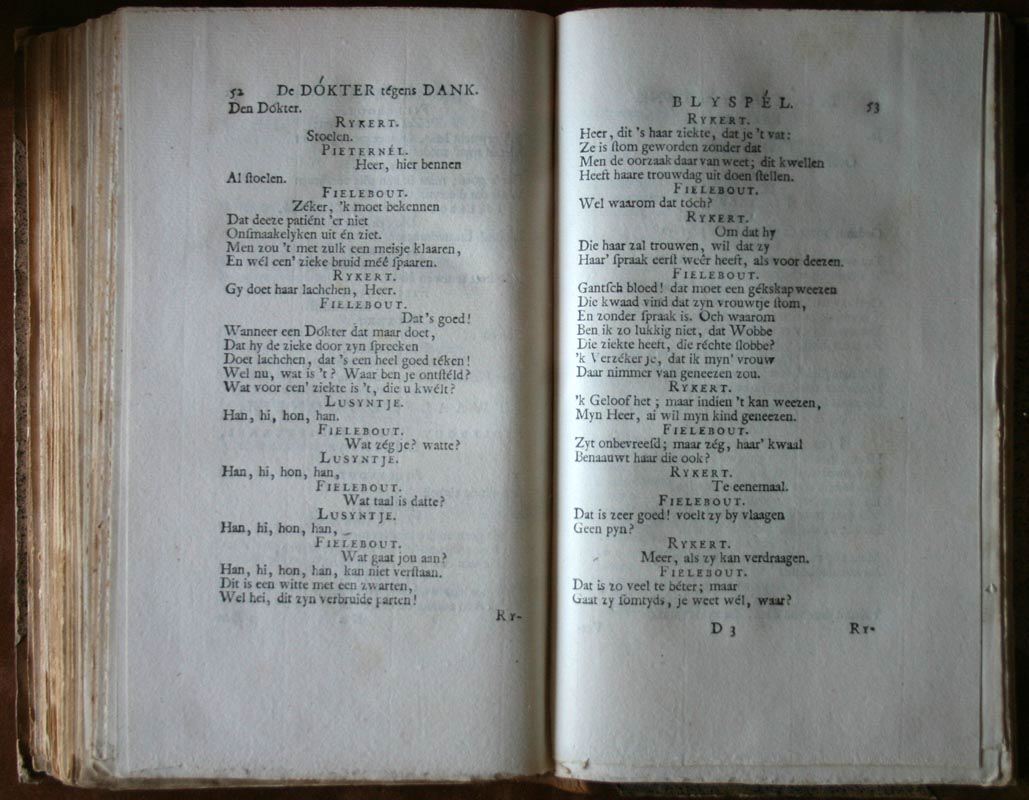 52 De DÓKTER tégens DANK.
Den Dókter.
RYKERT.
Stoelen.
PIETERNÉL.
Heer, hier bennen
Al ſtoelen.
FIELEBOUT.
Zéker, 'k moet bekennen
Dat deeze patiént 'er niet
Onſmaakelyken uit én ziet.
Men zou 't met zulk een meisje klaaren,
En wél een' zieke bruid méé ſpaaren.
RYKERT.
Gy doet haar lachchen, Heer.
FIELEBOUT.
Dat's goed!
Wanneer een Dókter dat maar doet,
Dat hy de zieke door zyn ſpreeken
Doet lachchen, dat 's een heel goed téken!
Wel nu, wat is 't? Waar ben je ontſtéld?
Wat voor een' ziekte is 't, die u kwélt?
LUSYNTJE.
Han, hi, hon, han.
FIELEBOUT.
Wat zég je? watte?
LUSYNTJE.
Han, hi, hon, han,
FIELEBOUT.
Wat taal is datte?
LUSYNTJE.
Han, hi, hon, han,
FIELEBOUT.
Wat gaat jou aan?
Han, hi, hon, han, kan niet verſtaan.
Dit is een witte met een zwarten,
Wel hei, dit zyn verbruide parten!
RY-
BLYSPÉL. 53
RYKERT.
Heer, dit 's haar ziekte, dat je 't vat:
Ze is ſtom geworden zonder dat
Men de oorzaak daar van weet; dit kwellen
Heeft haare trouwdag uit doen ſtellen.
FIELEBOUT.
Wel waarom dat tóch?
RYKERT.
Om dat hy
Die haar zal trouwen, wil dat zy
Haar' ſpraak eerſt weêr heeft, als voor deezen.
FIELEBOUT.
Gantſch bloed! dat moet een gékskap weezen
Die kwaad vind dat zyn vrouwtje ſtom,
En zonder ſpraak is. Och waarom
Ben ik zo lukkig niet, dat Wobbe
Die ziekte heeft, die réchte ſlobbe?
'k Verzéker je, dat ik myn' vrouw
Daar nimmer van geneezen zou.
RYKERT.
'k Geloof het; maar indien 't kan weezen,
Myn Heer, ai wil myn kind geneezen.
FIELEBOUT.
Zyt onbevreeſd; maar zég, haar' kwaal
Benaauwt haar die ook?
RYKERT.
Te eenemaal.
FIELEBOUT.
Dat is zeer goed! voelt zy by vlaagen
Geen pyn?
RYKERT.
Meer, als zy kan verdraagen.
FIELEBOUT.
Dat is zo veel te béter; maar
Gaat zy ſomtyds, je weet wél, waar?
D 3 RY-